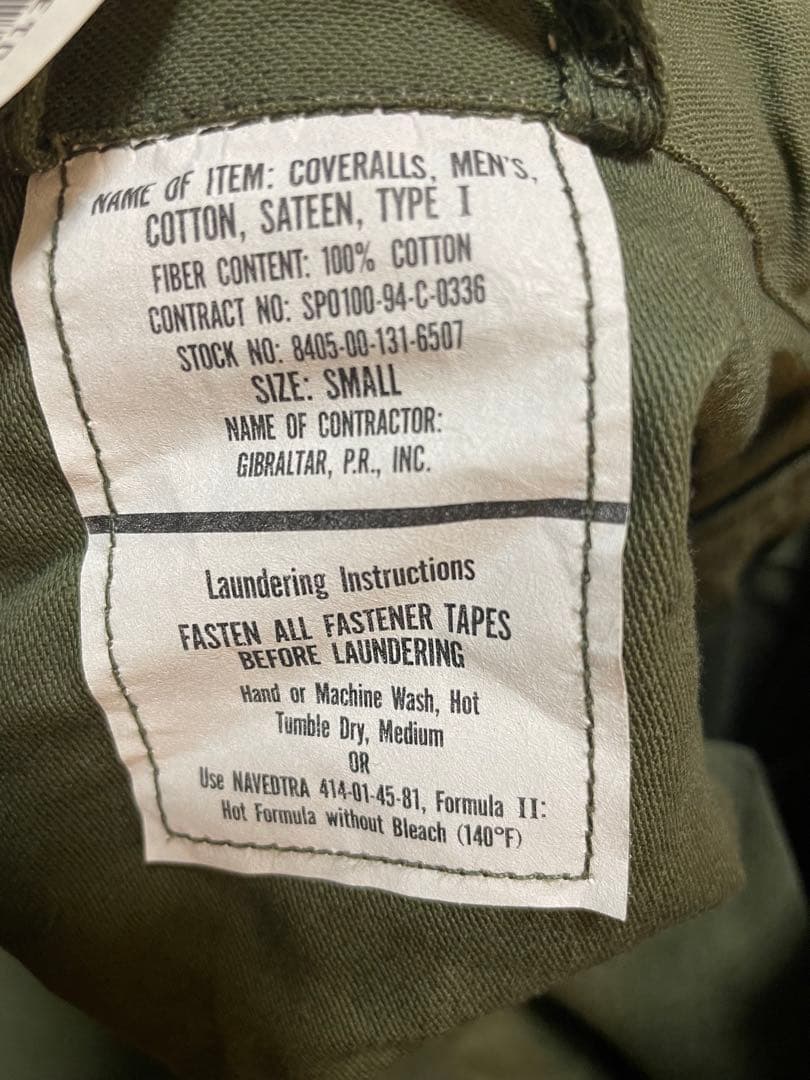 NAME OF ITEM: COVERALLS, MEN'S,
COTTON, SATEEN, TYPE I
FIBER CONTENT: 100% COTTON
CONTRACT NO: SPO100-94-C-0336
STOCK NO: 8405-00-131-6507
SIZE: SMALL
NAME OF CONTRACTOR:
GIBRALTAR, P.R., INC.
Laundering Instructions
FASTEN ALL FASTENER TAPES
BEFORE LAUNDERING
Hand or Machine Wash, Hot
Tumble Dry, Medium
OR
Use NAVEDTRA 414-01-45-81, Formula II:
Hot Formula without Bleach (140°F)